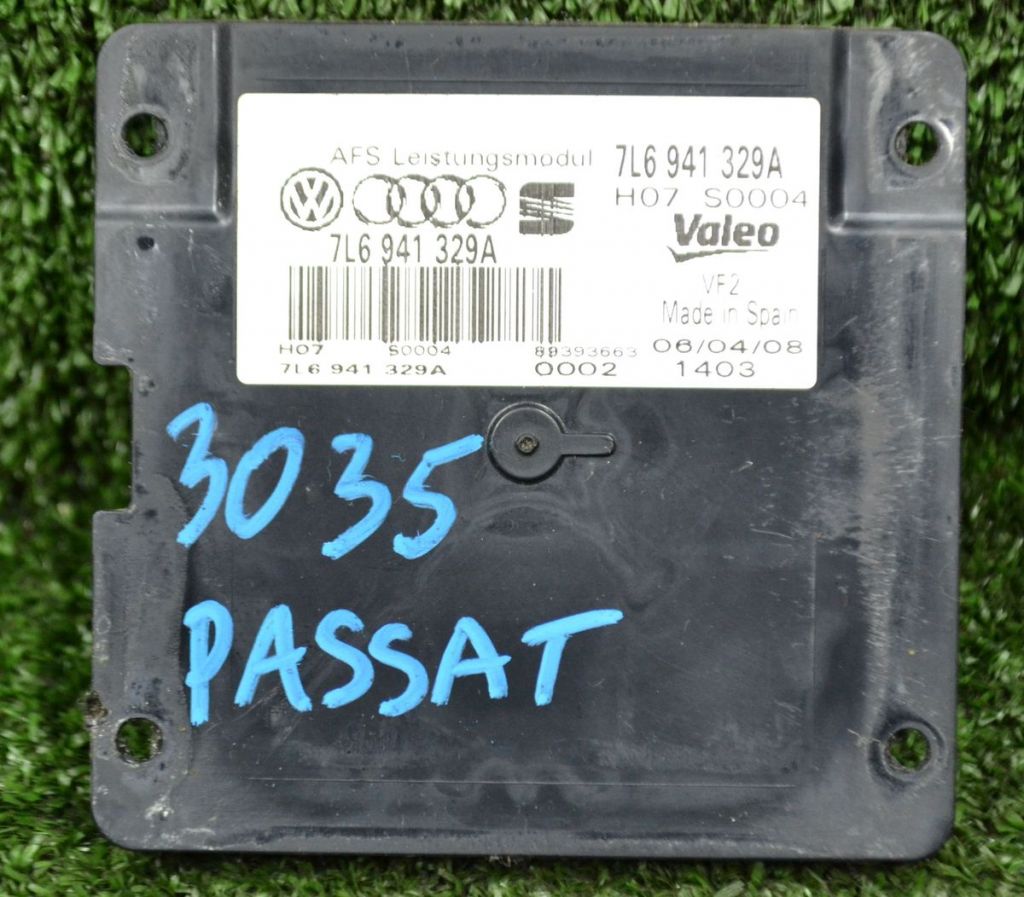 AFS Leistungsmodul
7L6 941 329A
H07 S0004
Valeo
7L6 941 329A
VF2
Made in Spain
H07 S0004 89393663
06/04/08
7L6 941 329A 0002 1403
3035
PASSAT